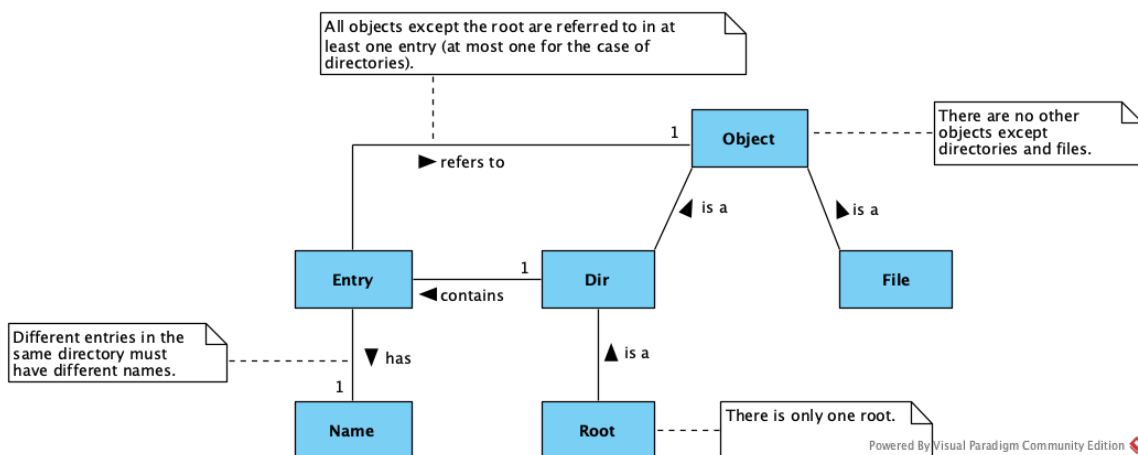 All objects except the root are referred to in at
least one entry (at most one for the case of
directories).
There are no other
objects except
directories and files.
1
Object
refers to
is a
is a
Entry
1
Dir
File
contains
Different entries in the
same directory must
have different names.
has
is a
1
Name
Root
There is only one root.
Powered By Visual Paradigm Community Edition